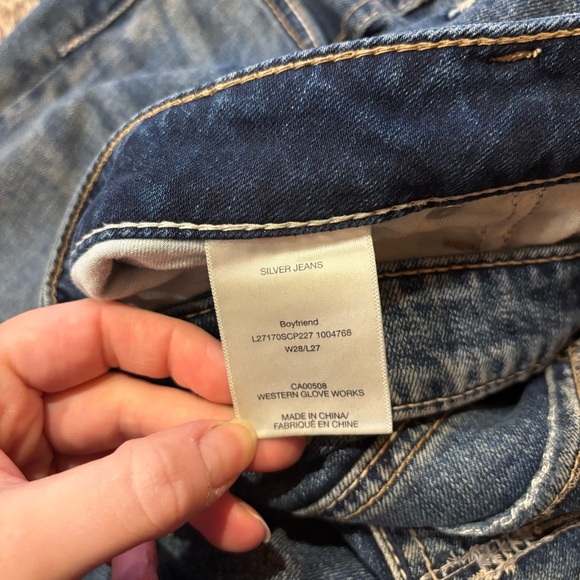 SILVER JEANS
Boyfriend
L27170SCP227 1004768
W28/L27
CA00508
WESTERN GLOVE WORKS
MADE IN CHINA/
FABRIQUÉ EN CHINE